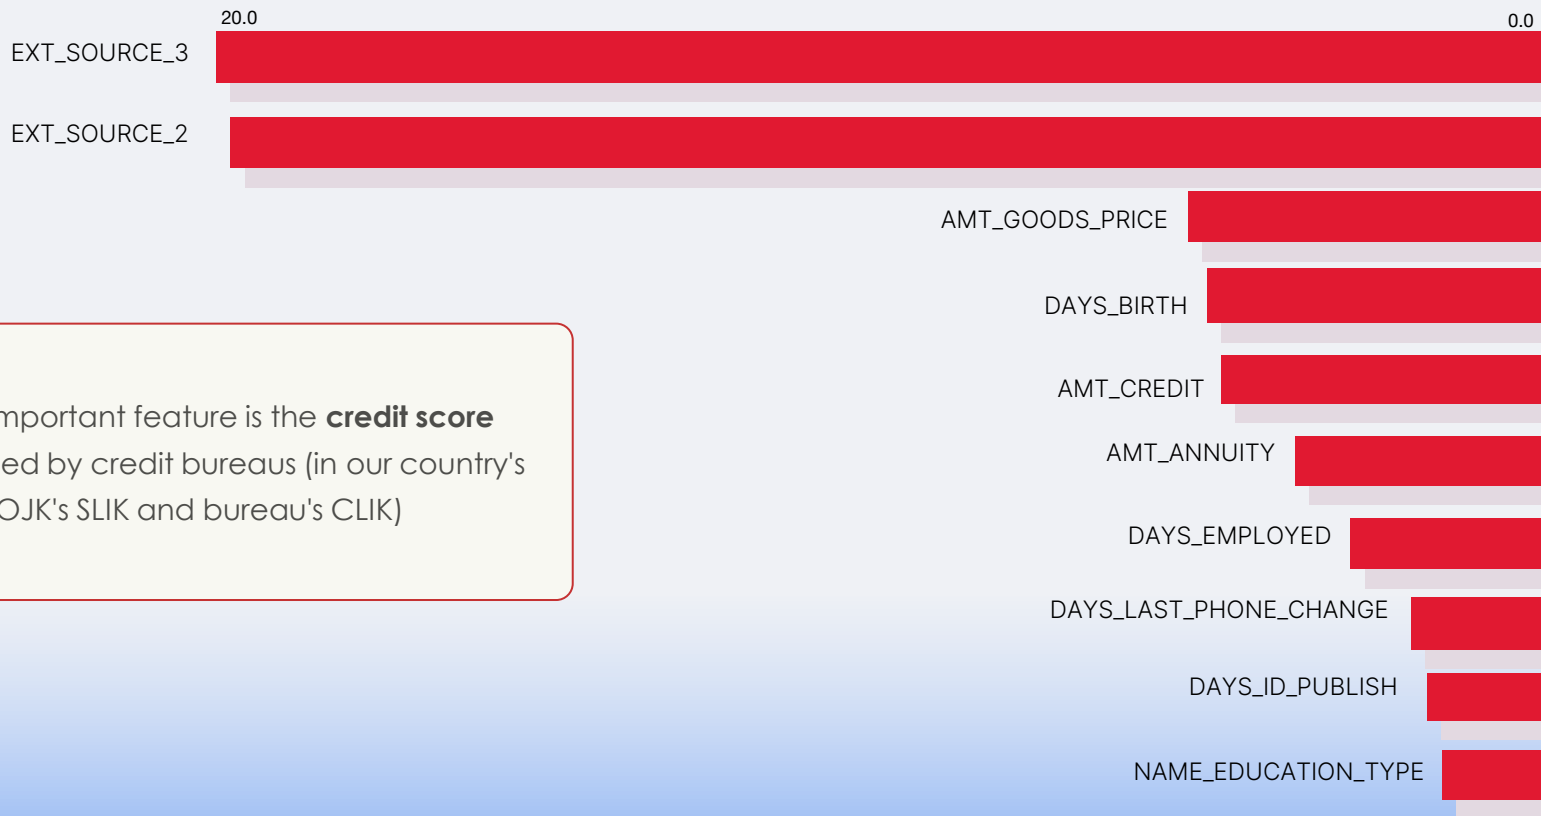 20.0
0.0
EXT_SOURCE_3
EXT_SOURCE_2
AMT_GOODS_PRICE
DAYS_BIRTH
AMT_CREDIT
important feature is the credit score
ed by credit bureaus (in our country's
OJK's SLIK and bureau's CLIK)
AMT_ANNUITY
DAYS_EMPLOYED
DAYS_LAST_PHONE_CHANGE
DAYS_ID_PUBLISH
NAME_EDUCATION_TYPE